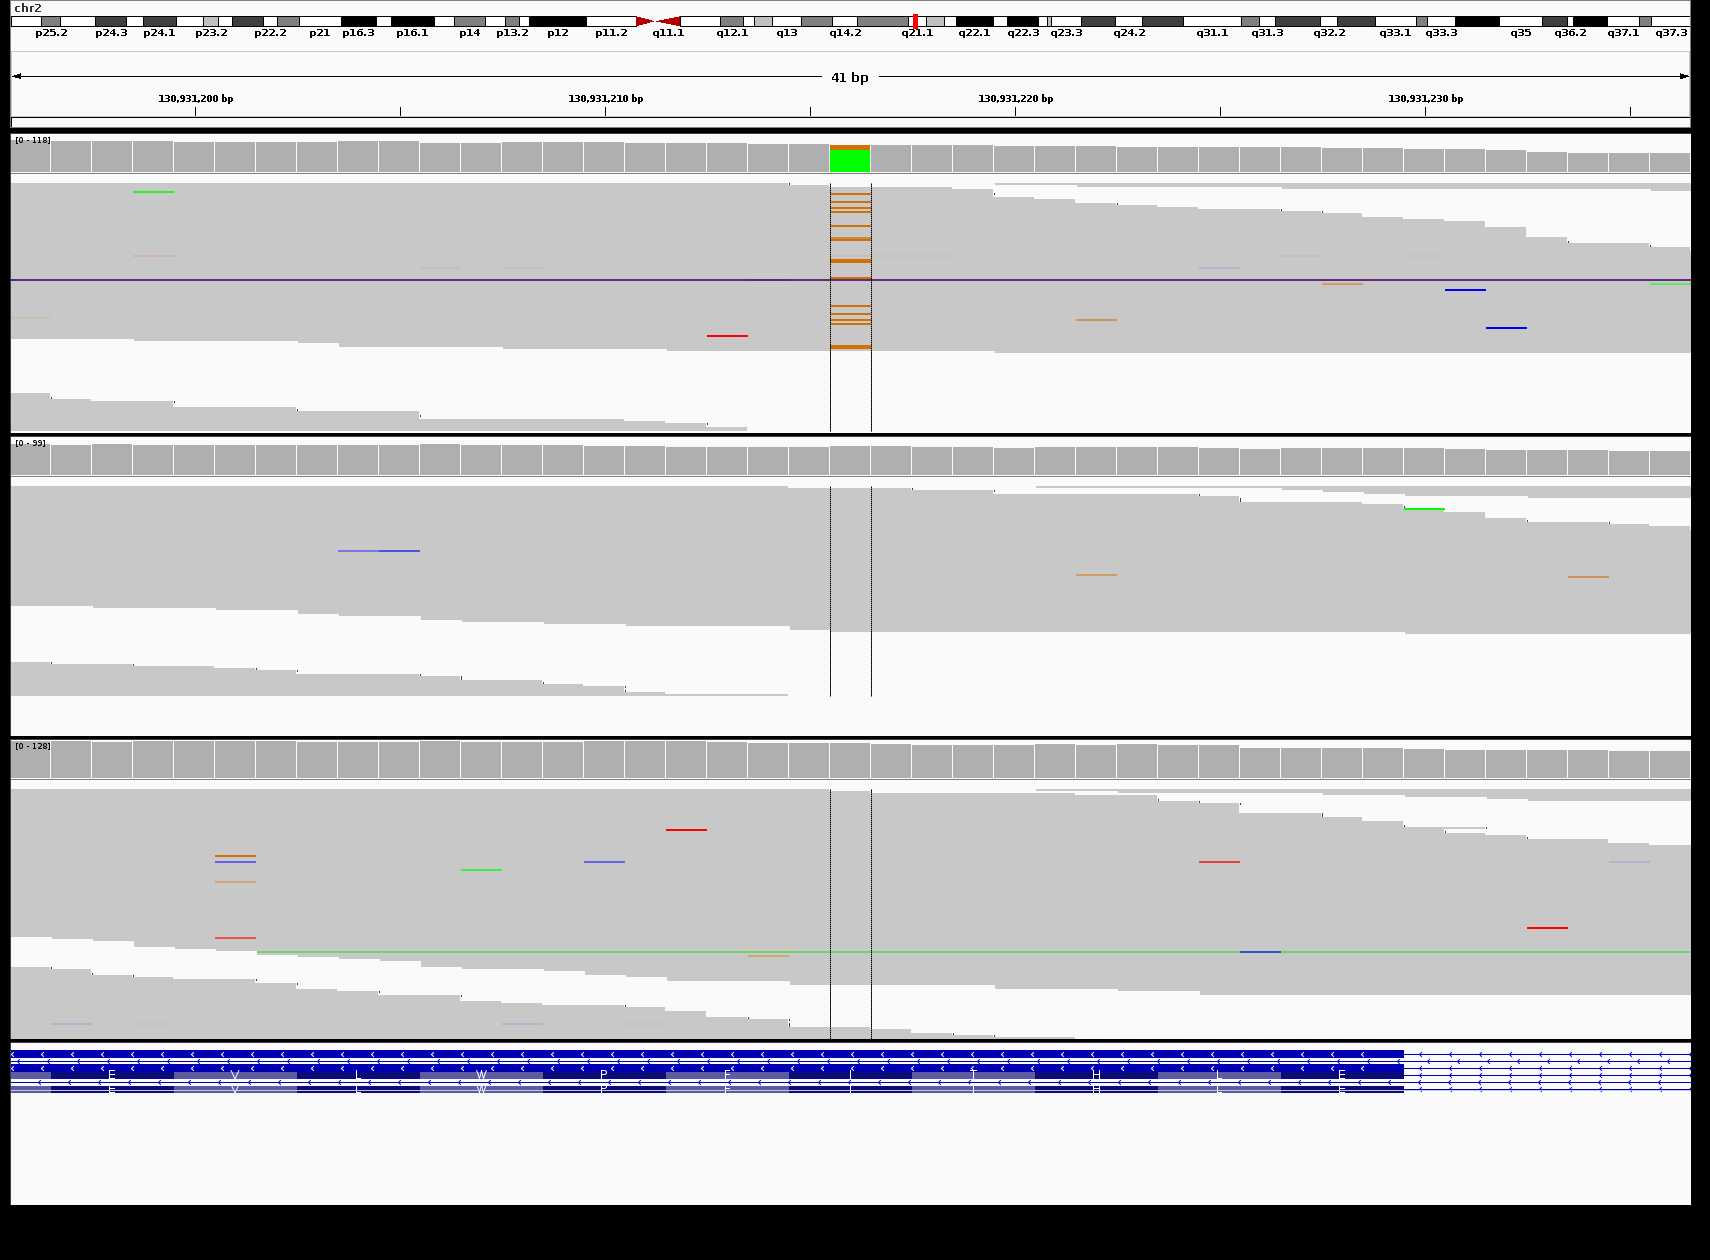 chr2
p25.2 p24.3 p24.1 p23.2 p22.2 p21 p16.3 p16.1 p14 p13.2 p12 p11.2 q11.1 q12.1 q13 q14.2 q21.1 q22.1 q22.3 q23.3 q24.2 q31.1 q31.3 q32.2 q33.1 q33.3 q35 q36.2 q37.1 q37.3
41 bp
130,931,200 bp 130,931,210 bp 130,931,220 bp 130,931,230 bp
[0 - 118]
[0 - 99]
[0 - 128]
E V L W P F I T H L E